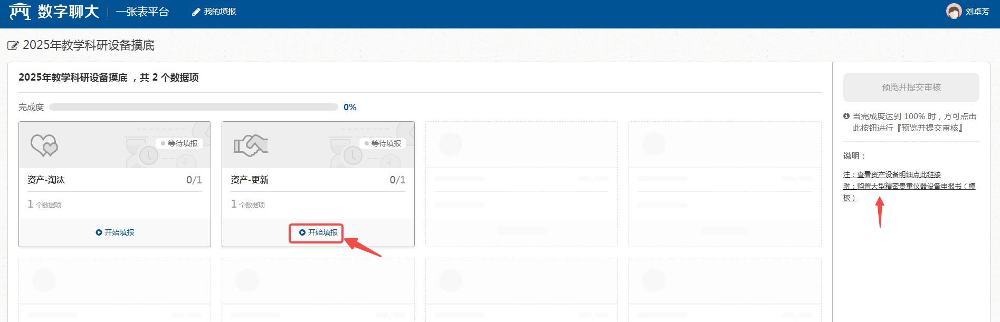 数字聊大 一张表平台 我的填报 刘卓芳
2025年教学科研设备摸底
2025年教学科研设备摸底 ，共 2 个数据项
完成度 0%
等待填报
资产-淘汰 0/1
1 个数据项
开始填报
等待填报
资产-更新 0/1
1 个数据项
开始填报
预览并提交审核
当完成度达到 100% 时，方可点击
此按钮进行『预览并提交审核』
说明：
注：查看资产设备明细点此链接
附：购置大型精密贵重仪器设备申报书（模
板）